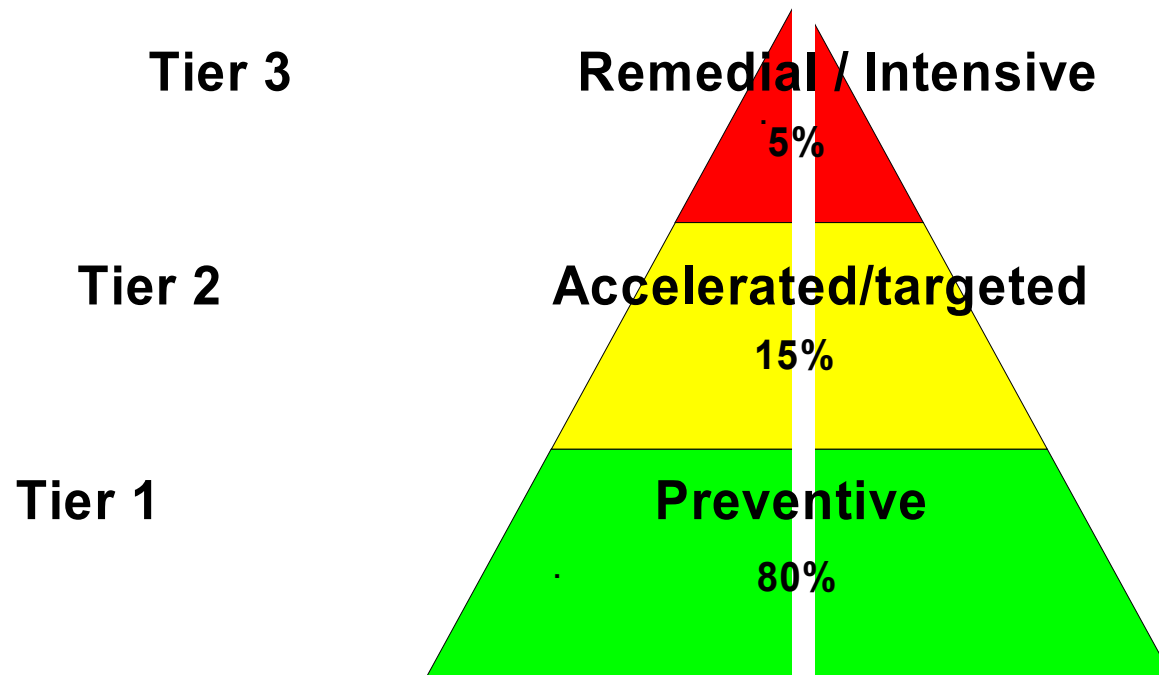 Tier 3 Remedial / Intensive
5%
Tier 2 Accelerated/targeted
15%
Tier 1 Preventive
80%